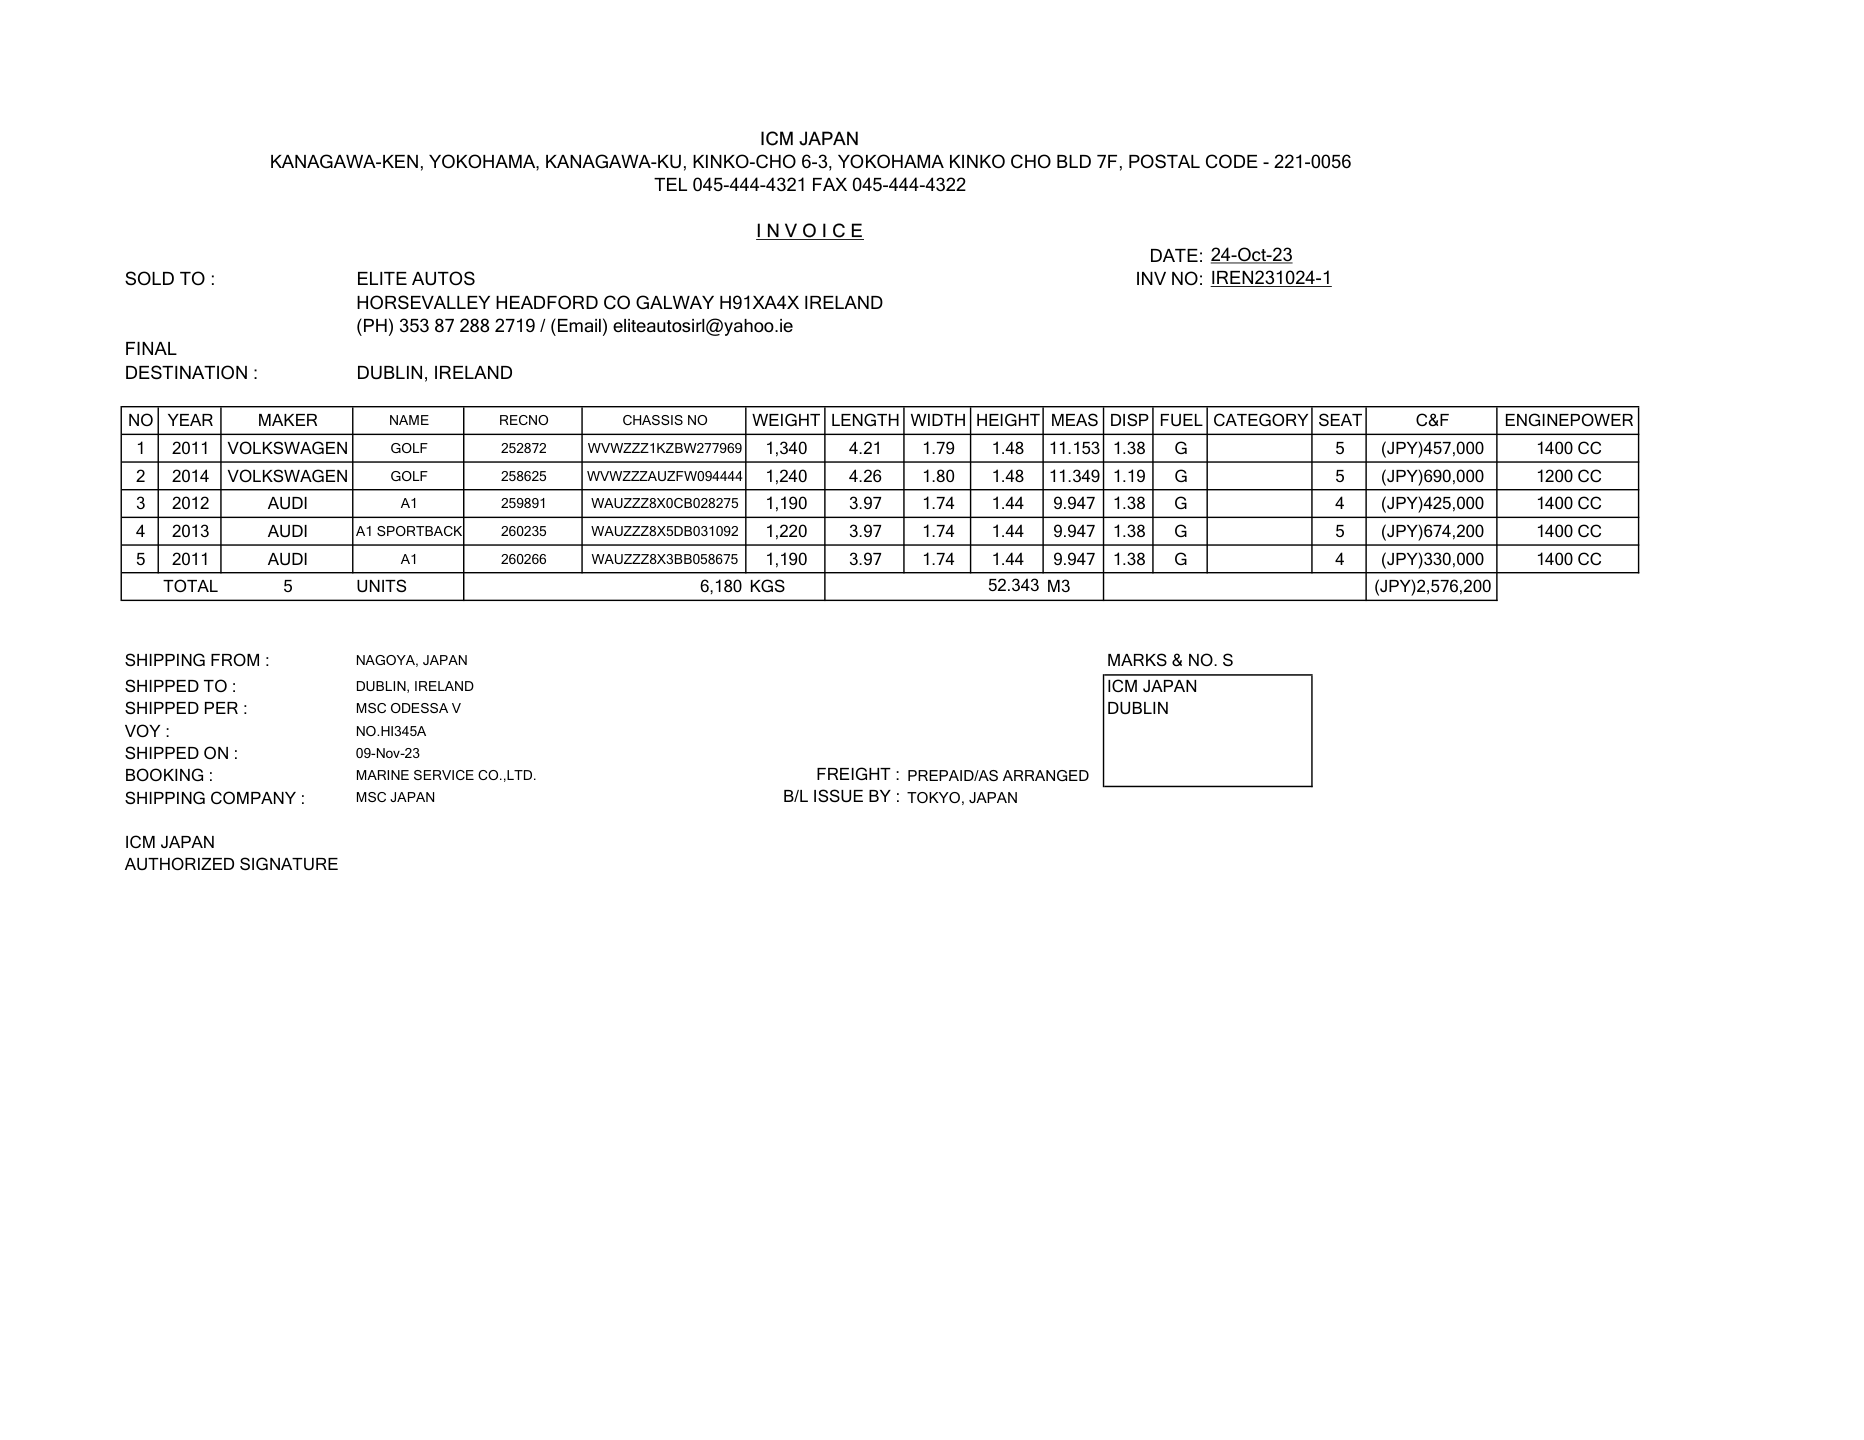 ICM JAPAN
KANAGAWA-KEN, YOKOHAMA, KANAGAWA-KU, KINKO-CHO 6-3, YOKOHAMA KINKO CHO BLD 7F, POSTAL CODE - 221-0056
TEL 045-444-4321 FAX 045-444-4322
I N V O I C E
DATE: 24-Oct-23
SOLD TO : ELITE AUTOS INV NO: IREN231024-1
HORSEVALLEY HEADFORD CO GALWAY H91XA4X IRELAND
(PH) 353 87 288 2719 / (Email) eliteautosirl@yahoo.ie
FINAL
DESTINATION : DUBLIN, IRELAND
NO YEAR MAKER NAME RECNO CHASSIS NO WEIGHT LENGTH WIDTH HEIGHT MEAS DISP FUEL CATEGORY SEAT C&F ENGINEPOWER
1 2011 VOLKSWAGEN GOLF 252872 WVWZZZ1KZBW277969 1,340 4.21 1.79 1.48 11.153 1.38 G 5 (JPY)457,000 1400 CC
2 2014 VOLKSWAGEN GOLF 258625 WVWZZZAUZFW094444 1,240 4.26 1.80 1.48 11.349 1.19 G 5 (JPY)690,000 1200 CC
3 2012 AUDI A1 259891 WAUZZZ8X0CB028275 1,190 3.97 1.74 1.44 9.947 1.38 G 4 (JPY)425,000 1400 CC
4 2013 AUDI A1 SPORTBACK 260235 WAUZZZ8X5DB031092 1,220 3.97 1.74 1.44 9.947 1.38 G 5 (JPY)674,200 1400 CC
5 2011 AUDI A1 260266 WAUZZZ8X3BB058675 1,190 3.97 1.74 1.44 9.947 1.38 G 4 (JPY)330,000 1400 CC
TOTAL 5 UNITS 6,180 KGS 52.343 M3 (JPY)2,576,200
SHIPPING FROM : NAGOYA, JAPAN MARKS & NO. S
SHIPPED TO : DUBLIN, IRELAND ICM JAPAN
SHIPPED PER : MSC ODESSA V DUBLIN
VOY : NO.HI345A
SHIPPED ON : 09-Nov-23
BOOKING : MARINE SERVICE CO.,LTD. FREIGHT : PREPAID/AS ARRANGED
SHIPPING COMPANY : MSC JAPAN B/L ISSUE BY : TOKYO, JAPAN
ICM JAPAN
AUTHORIZED SIGNATURE